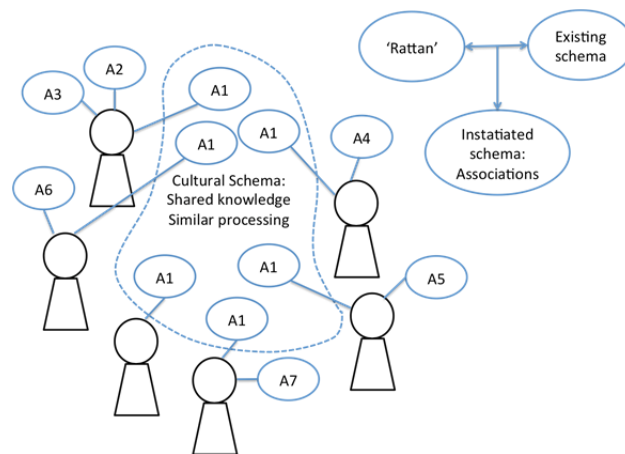 A2
A3
A1
A1
A1
A4
A6
Cultural Schema:
Shared knowledge
Similar processing
A1
A1
A5
A1
A7
'Rattan'
Existing
schema
Instatiated
schema:
Associations